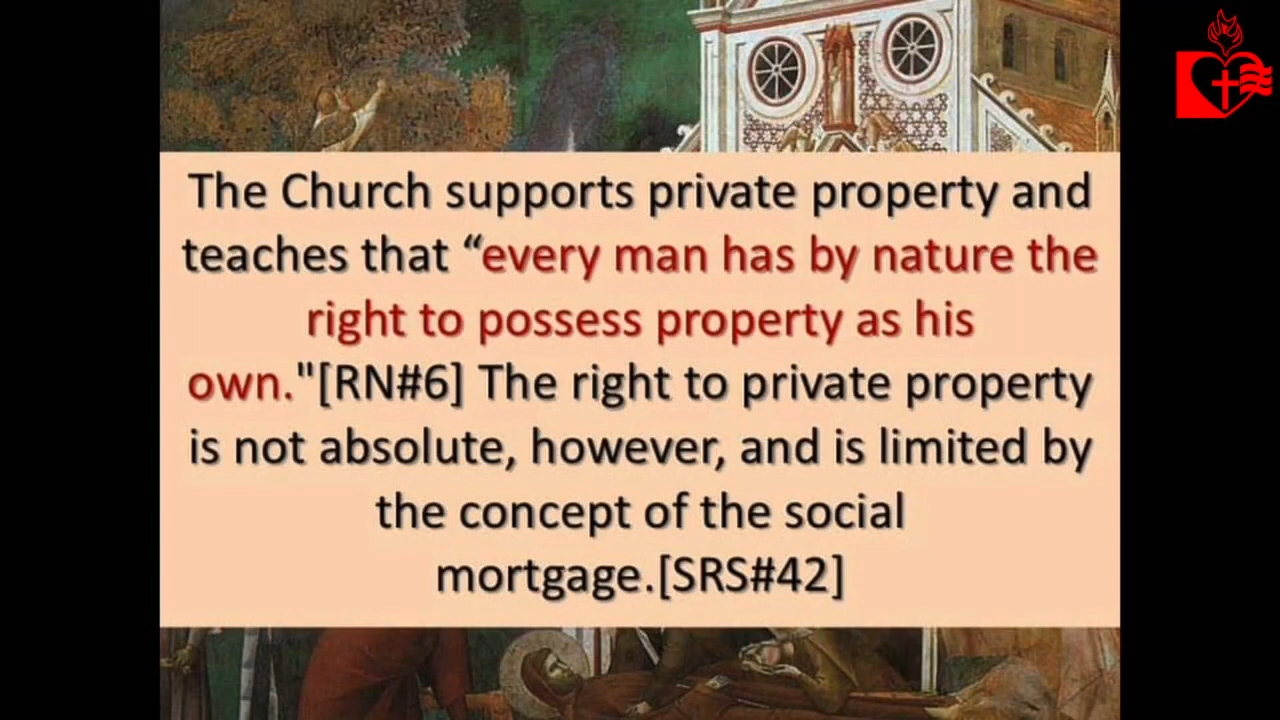 The Church supports private property and
teaches that “every man has by nature the
right to possess property as his
own."[RN#6] The right to private property
is not absolute, however, and is limited by
the concept of the social
mortgage.[SRS#42]